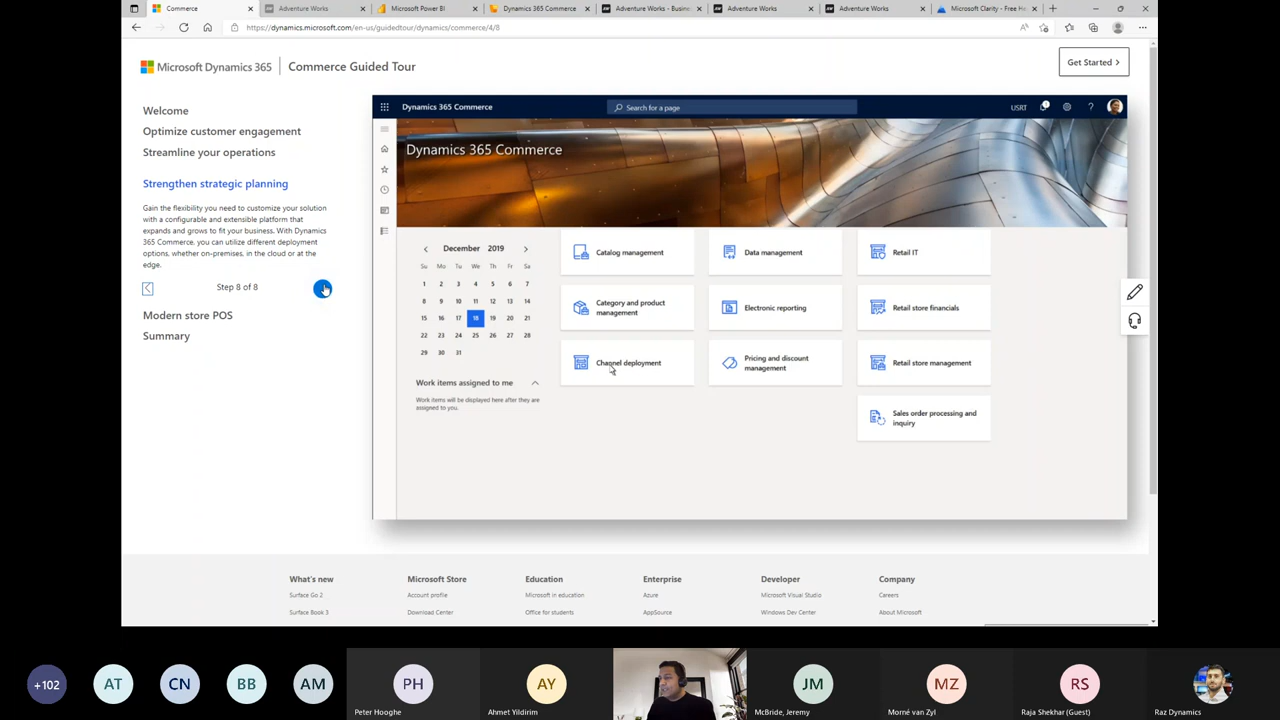 Commerce
Adventure Works
Microsoft Power BI
Dynamics 365 Commerce
Adventure Works - Busine
Adventure Works
Adventure Works
Microsoft Clarity - Free He
https://dynamics.microsoft.com/en-us/guidedtour/dynamics/commerce/4/8
Microsoft Dynamics 365
Commerce Guided Tour
Get Started
Welcome
Optimize customer engagement
Streamline your operations
Strengthen strategic planning
Gain the flexibility you need to customize your solution
with a configurable and extensible platform that
expands and grows to fit your business. With Dynamics
365 Commerce, you can utilize different deployment
options, whether on-premises, in the cloud or at the
edge.
Step 8 of 8
Modern store POS
Summary
Dynamics 365 Commerce
Search for a page
USRT
1
?
Dynamics 365 Commerce
December 2019
Su Mo Tu We Th Fr Sa
1 2 3 4 5 6 7
8 9 10 11 12 13 14
15 16 17 18 19 20 21
22 23 24 25 26 27 28
29 30 31
Work items assigned to me
Work items will be displayed here after they are
assigned to you.
Catalog management
Data management
Retail IT
Category and product
management
Electronic reporting
Retail store financials
Channel deployment
Pricing and discount
management
Retail store management
Sales order processing and
inquiry
What's new
Surface Go 2
Surface Book 3
Microsoft Store
Account profile
Download Center
Education
Microsoft in education
Office for students
Enterprise
Azure
AppSource
Developer
Microsoft Visual Studio
Windows Dev Center
Company
Careers
About Microsoft
+102
AT
CN
BB
AM
PH
Peter Hooghe
AY
Ahmet Yildirim
JM
McBride, Jeremy
MZ
Morné van Zyl
RS
Raja Shekhar (Guest)
Raz Dynamics